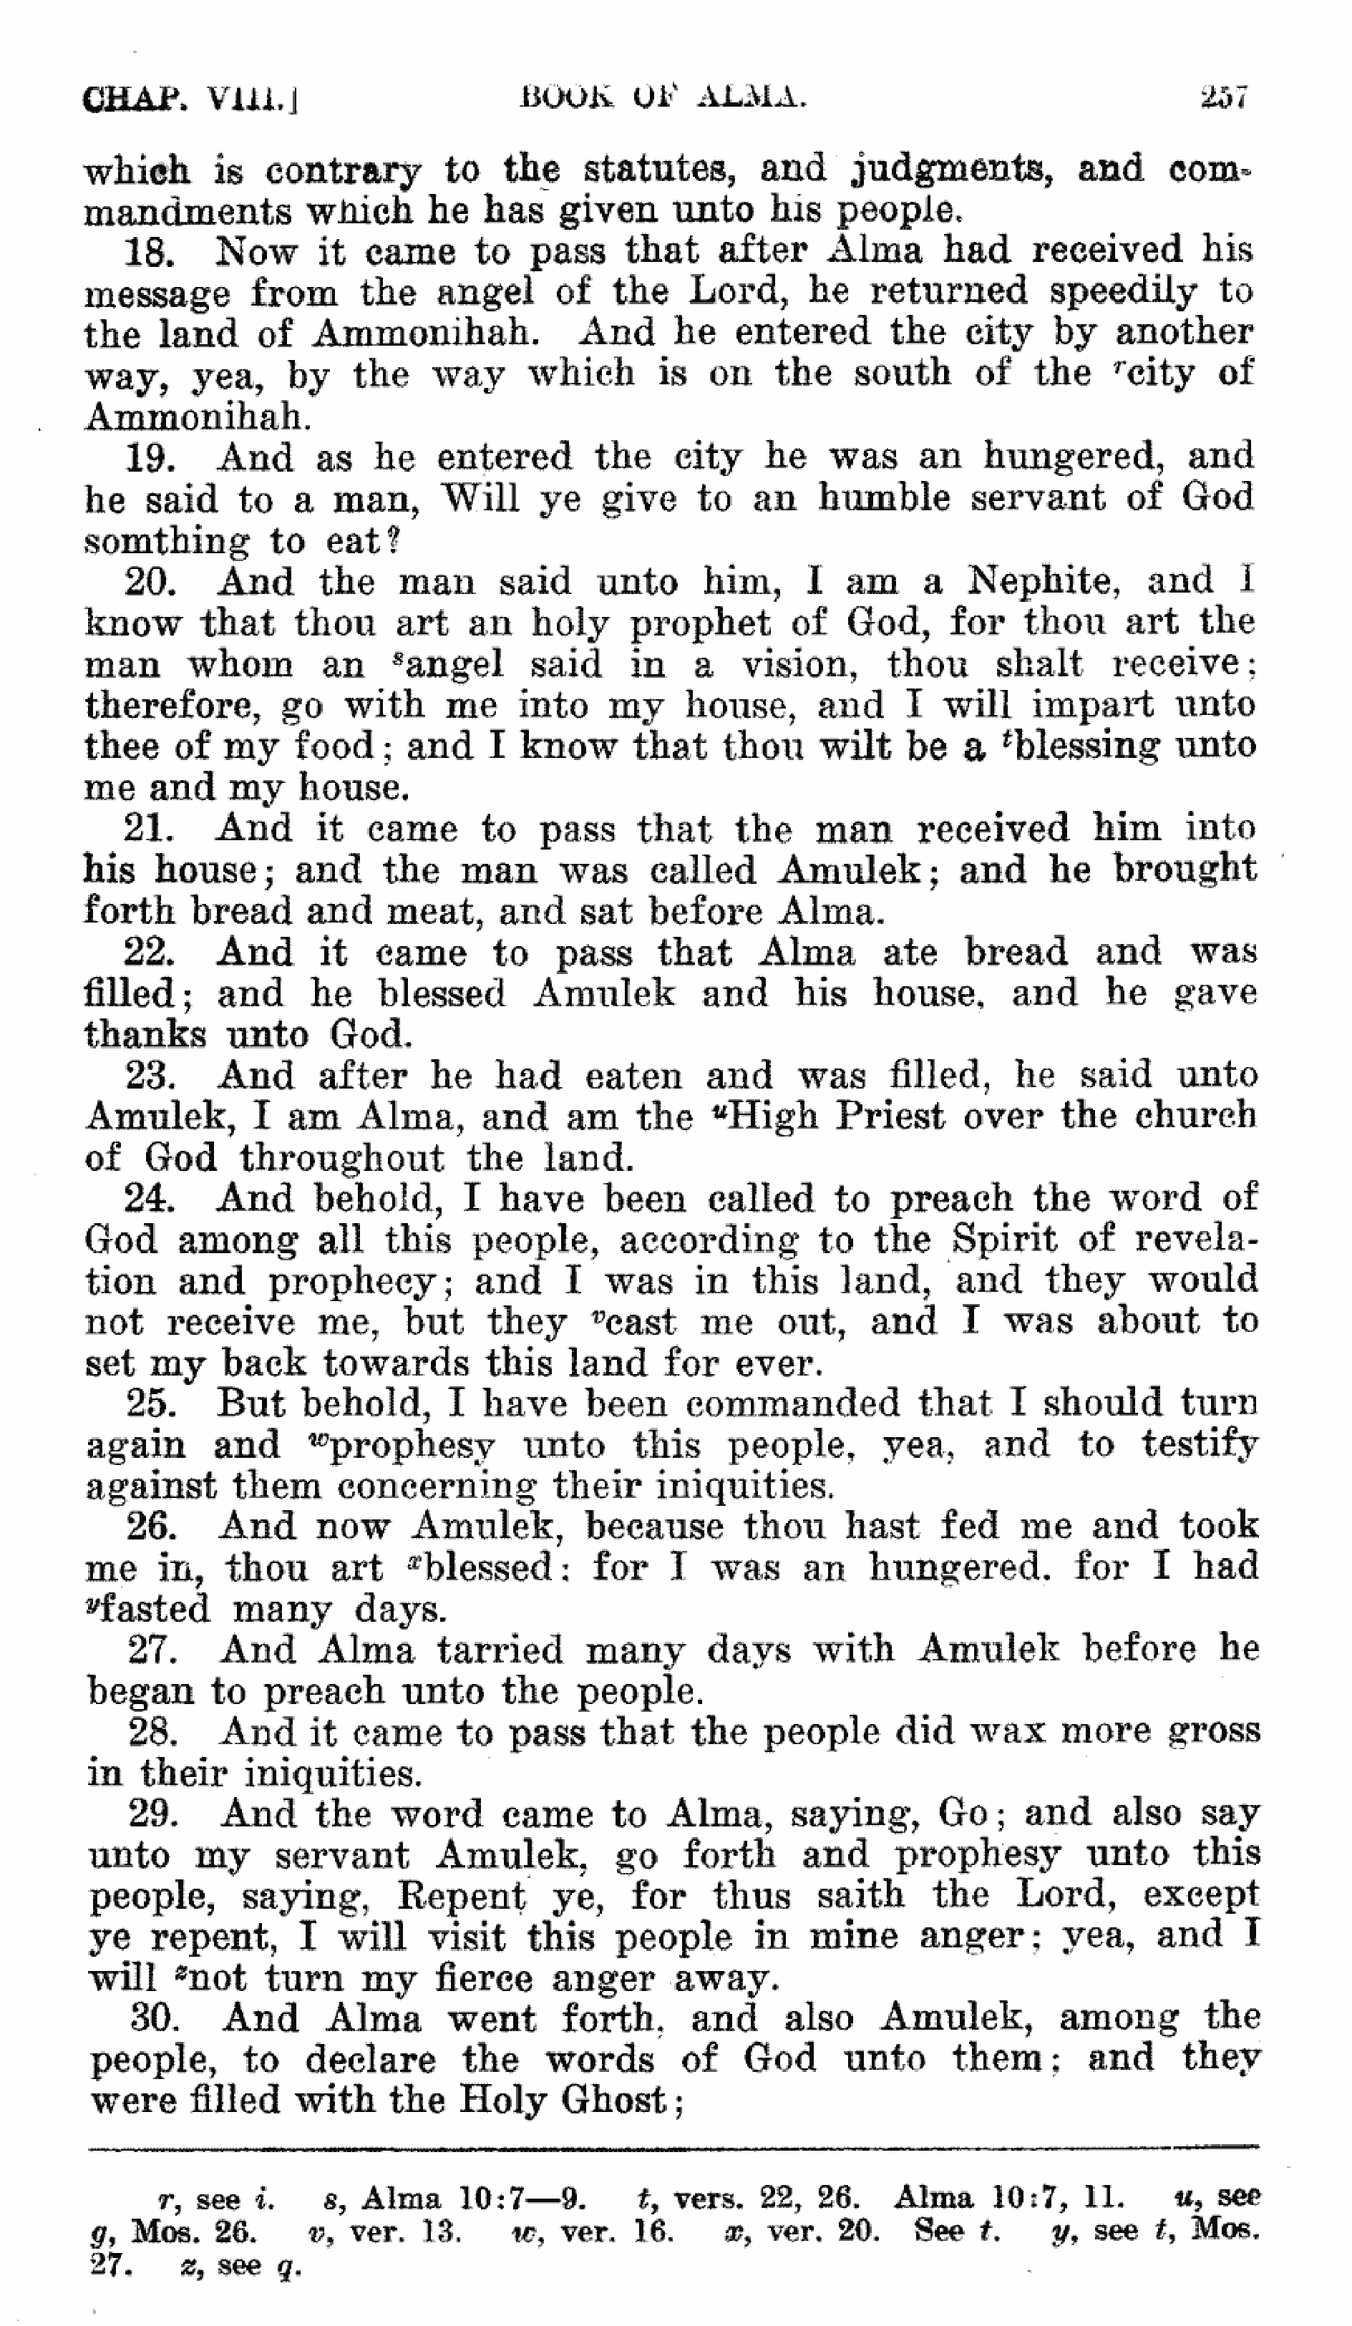 CHAP. VIII.] BOOK OF ALMA. 257
which is contrary to the statutes, and judgments, and com-
mandments which he has given unto his people.
18. Now it came to pass that after Alma had received his
message from the angel of the Lord, he returned speedily to
the land of Ammonihah. And he entered the city by another
way, yea, by the way which is on the south of the rcity of
Ammonihah.
19. And as he entered the city he was an hungered, and
he said to a man, Will ye give to an humble servant of God
somthing to eat?
20. And the man said unto him, I am a Nephite, and I
know that thou art an holy prophet of God, for thou art the
man whom an sangel said in a vision, thou shalt receive;
therefore, go with me into my house, and I will impart unto
thee of my food; and I know that thou wilt be a tblessing unto
me and my house.
21. And it came to pass that the man received him into
his house; and the man was called Amulek; and he brought
forth bread and meat, and sat before Alma.
22. And it came to pass that Alma ate bread and was
filled; and he blessed Amulek and his house, and he gave
thanks unto God.
23. And after he had eaten and was filled, he said unto
Amulek, I am Alma, and am the uHigh Priest over the church
of God throughout the land.
24. And behold, I have been called to preach the word of
God among all this people, according to the Spirit of revela-
tion and prophecy; and I was in this land, and they would
not receive me, but they vcast me out, and I was about to
set my back towards this land for ever.
25. But behold, I have been commanded that I should turn
again and wprophesy unto this people, yea, and to testify
against them concerning their iniquities.
26. And now Amulek, because thou hast fed me and took
me in, thou art xblessed: for I was an hungered. for I had
yfasted many days.
27. And Alma tarried many days with Amulek before he
began to preach unto the people.
28. And it came to pass that the people did wax more gross
in their iniquities.
29. And the word came to Alma, saying, Go; and also say
unto my servant Amulek, go forth and prophesy unto this
people, saying, Repent ye, for thus saith the Lord, except
ye repent, I will visit this people in mine anger; yea, and I
will znot turn my fierce anger away.
30. And Alma went forth, and also Amulek, among the
people, to declare the words of God unto them; and they
were filled with the Holy Ghost;
r, see i. s, Alma 10:7—9. t, vers. 22, 26. Alma 10:7, 11. u, see
g, Mos. 26. v, ver. 13. w, ver. 16. x, ver. 20. See t. y, see t, Mos.
27. z, see q.